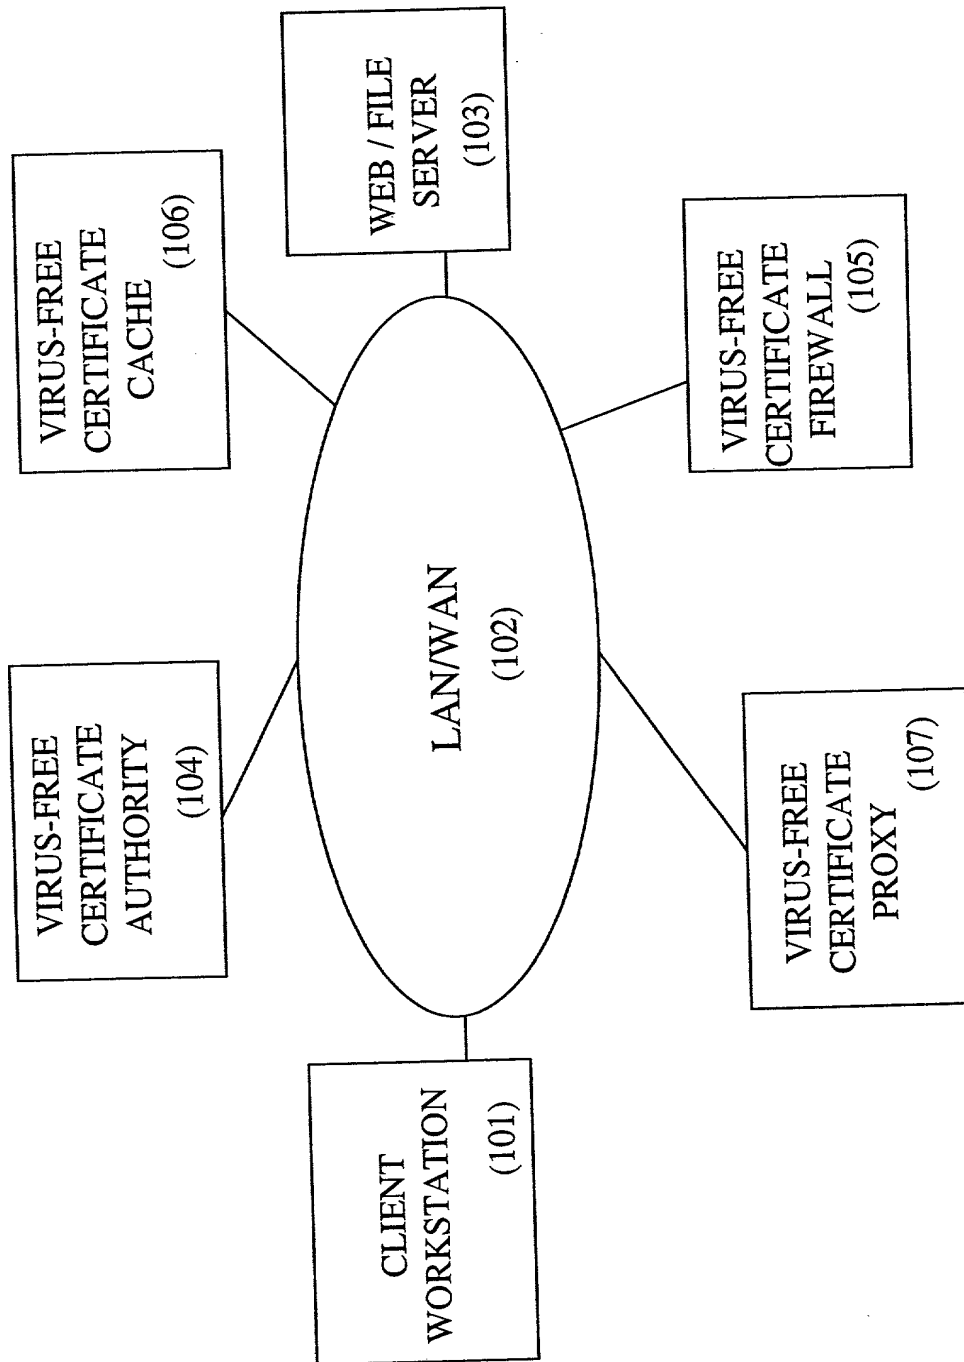 VIRUS-FREE
CERTIFICATE
AUTHORITY
(104)
VIRUS-FREE
CERTIFICATE
CACHE
(106)
CLIENT
WORKSTATION
(101)
LAN/WAN
(102)
WEB / FILE
SERVER
(103)
VIRUS-FREE
CERTIFICATE
PROXY
(107)
VIRUS-FREE
CERTIFICATE
FIREWALL
(105)